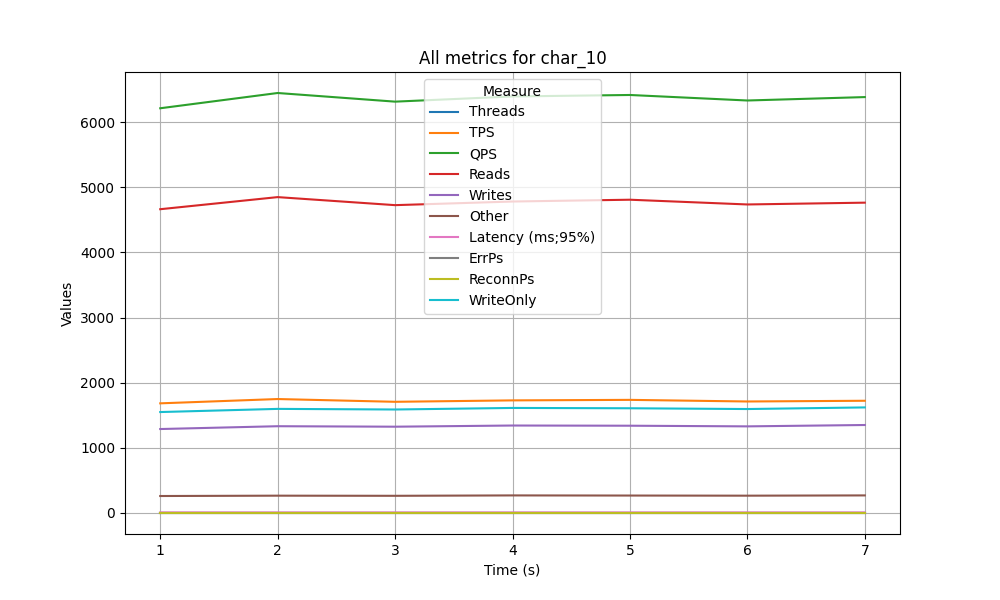 All metrics for char_10
Measure
Threads
TPS
QPS
Reads
Writes
Other
Latency (ms;95%)
ErrPs
ReconnPs
WriteOnly
Values
6000
5000
4000
3000
2000
1000
0
1 2 3 4 5 6 7
Time (s)